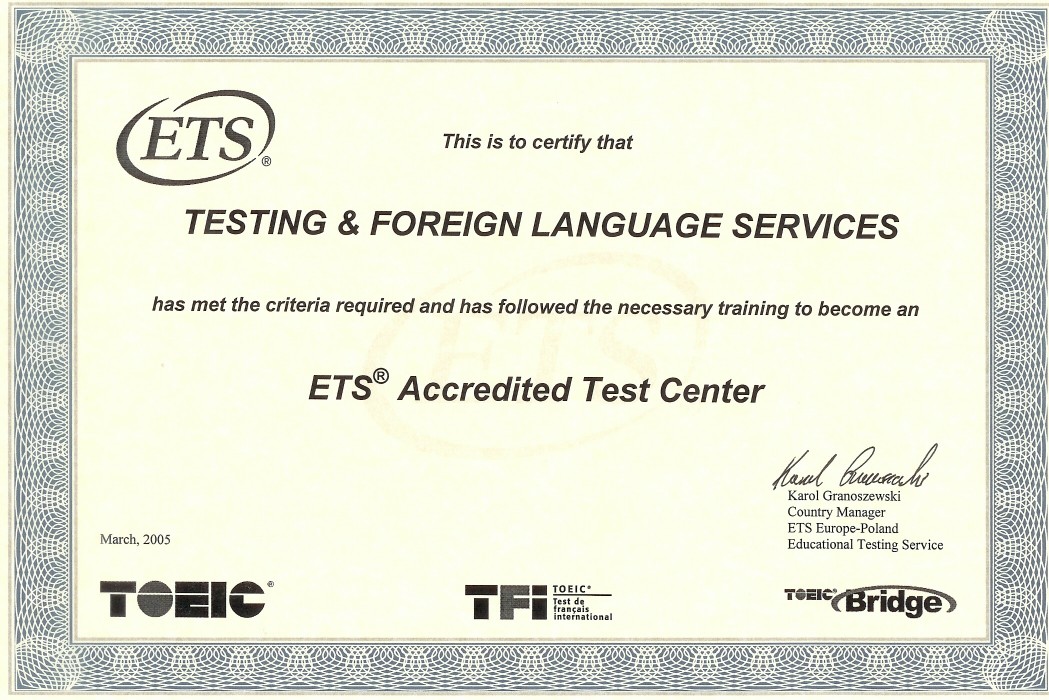 ETS®
This is to certify that
TESTING & FOREIGN LANGUAGE SERVICES
has met the criteria required and has followed the necessary training to become an
ETS
ETS® Accredited Test Center
Karol Granoszewski
Country Manager
ETS Europe-Poland
Educational Testing Service
March, 2005
TOEIC®
TFI TOEIC®
Test de
français
international
TOEIC® Bridge